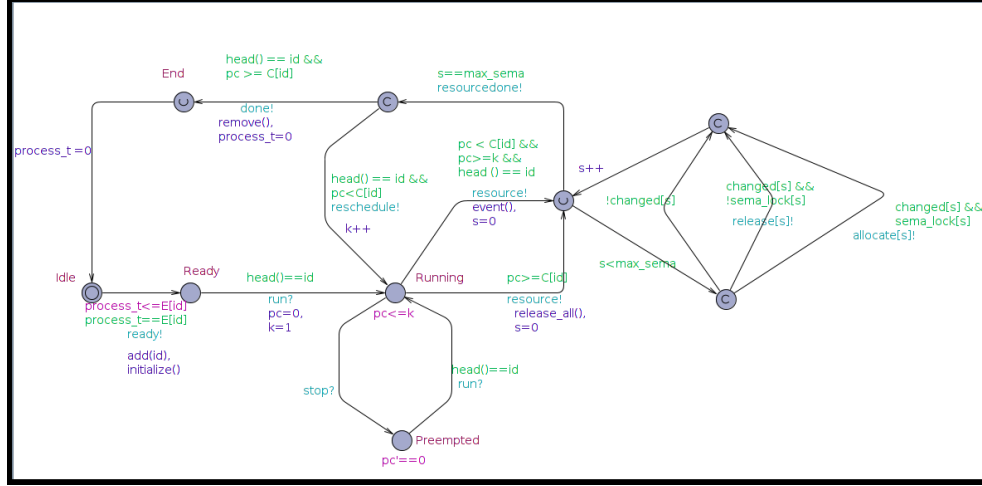 head() == id &&
pc >= C[id]
End
done!
remove(),
process_t=0
s==max_sema
resourcedone!
C
C
process_t =0
head() == id &&
pc<C[id]
reschedule!
k++
pc < C[id] &&
pc>=k &&
head () == id
resource!
event(),
s=0
s++
!changed[s]
changed[s] &&
!sema_lock[s]
release[s]!
changed[s] &&
sema_lock[s]
allocate[s]!
Idle
Ready
head()==id
run?
pc=0,
k=1
Running
pc<=k
pc>=C[id]
resource!
release_all(),
s=0
s<max_sema
C
process_t<=E[id]
process_t==E[id]
ready!
add(id),
initialize()
stop?
head()==id
run?
Preempted
pc'==0